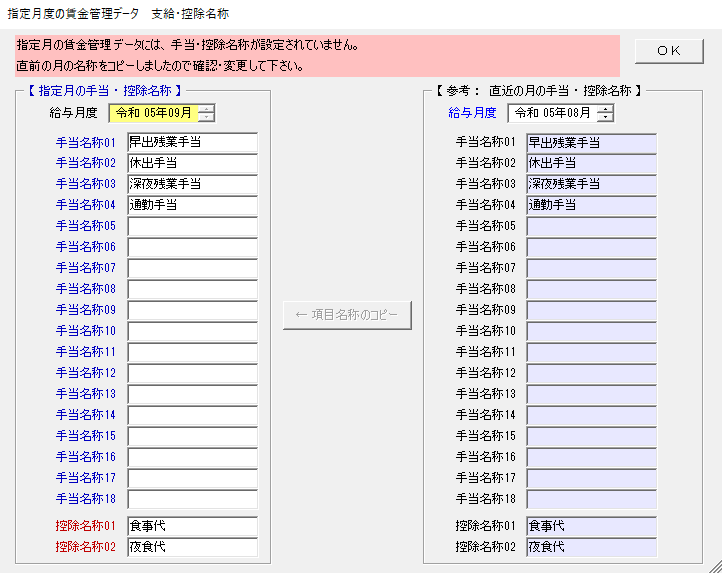 指定月度の賃金管理データ　支給・控除名称
指定月の賃金管理データには、手当・控除名称が設定されていません。
直前の月の名称をコピーしましたので確認・変更して下さい。
ＯＫ
【 指定月の手当・控除名称 】
給与月度 令和 05年09月
手当名称01 早出残業手当
手当名称02 休出手当
手当名称03 深夜残業手当
手当名称04 通勤手当
手当名称05
手当名称06
手当名称07
手当名称08
手当名称09
手当名称10
手当名称11
手当名称12
手当名称13
手当名称14
手当名称15
手当名称16
手当名称17
手当名称18
控除名称01 食事代
控除名称02 夜食代
← 項目名称のコピー
【 参考： 直近の月の手当・控除名称 】
給与月度 令和 05年08月
手当名称01 早出残業手当
手当名称02 休出手当
手当名称03 深夜残業手当
手当名称04 通勤手当
手当名称05
手当名称06
手当名称07
手当名称08
手当名称09
手当名称10
手当名称11
手当名称12
手当名称13
手当名称14
手当名称15
手当名称16
手当名称17
手当名称18
控除名称01 食事代
控除名称02 夜食代